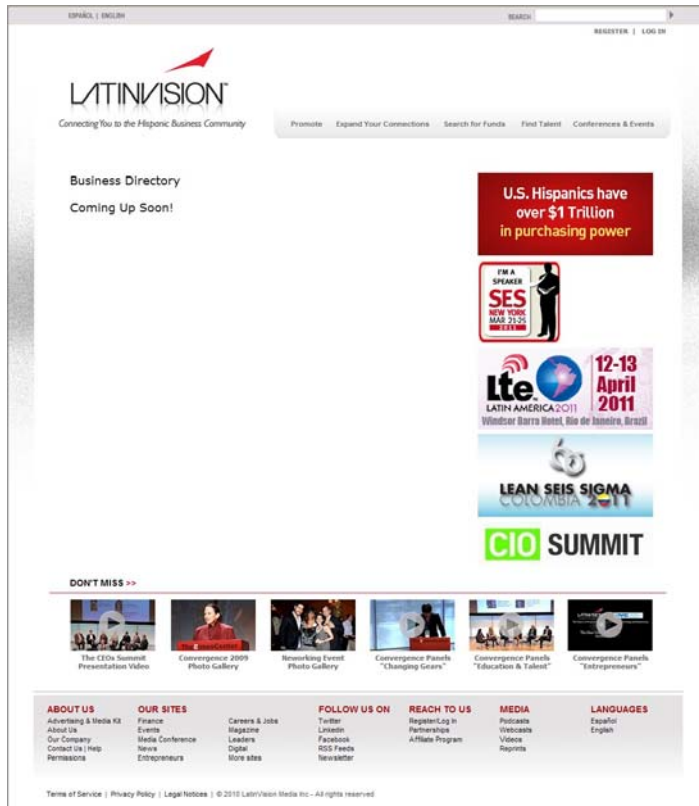 ESPAÑOL | ENGLISH
SEARCH
REGISTER | LOG IN
LATINVISION™
Connecting You to the Hispanic Business Community
Promote Expand Your Connections Search for Funds Find Talent Conferences & Events
Business Directory
Coming Up Soon!
U.S. Hispanics have
over $1 Trillion
in purchasing power
I'M A
SPEAKER
SES
NEW YORK
MAR 21-25
2011
Lte
LATIN AMERICA 2011
12-13
April
2011
Windsor Barra Hotel, Rio de Janeiro, Brazil
LEAN SEIS SIGMA
COLOMBIA 2011
CIO SUMMIT
DON'T MISS >>
The CEOs Summit
Presentation Video
Convergence 2009
Photo Gallery
Neworking Event
Photo Gallery
Convergence Panels
"Changing Gears"
Convergence Panels
"Education & Talent"
Convergence Panels
"Entrepreneurs"
ABOUT US
Advertising & Media Kit
About Us
Our Company
Contact Us | Help
Permissions
OUR SITES
Finance
Events
Media Conference
News
Entrepreneurs
Careers & Jobs
Magazine
Leaders
Digital
More sites
FOLLOW US ON
Twitter
Linkedin
Facebook
RSS Feeds
Newsletter
REACH TO US
Register/Log In
Partnerships
Affiliate Program
MEDIA
Podcasts
Webcasts
Videos
Reprints
LANGUAGES
Español
English
Terms of Service | Privacy Policy | Legal Notices | © 2010 LatinVision Media Inc - All rights reserved